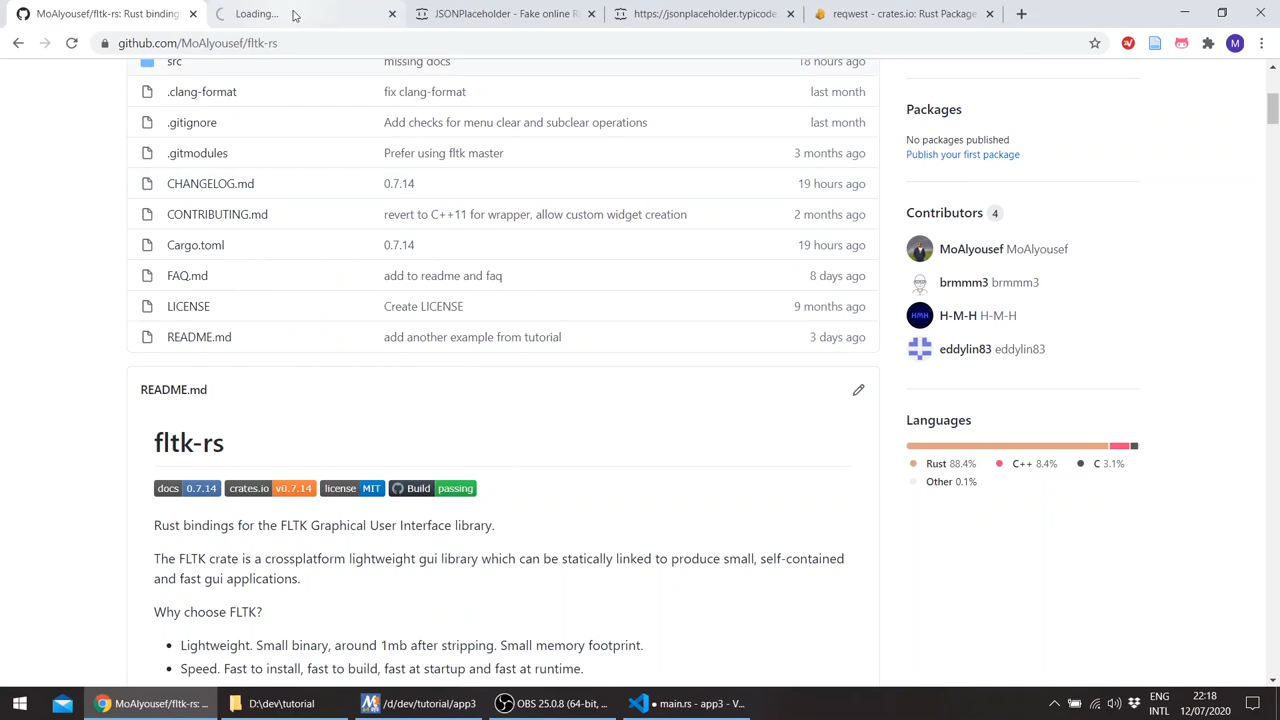 MoAlyousef/fltk-rs: Rust binding
Loading...
JSONPlaceholder - Fake online R
https://jsonplaceholder.typicode
reqwest - crates.io: Rust Package
github.com/MoAlyousef/fltk-rs
M
src missing docs 18 hours ago
.clang-format fix clang-format last month
.gitignore Add checks for menu clear and subclear operations last month
.gitmodules Prefer using fltk master 3 months ago
CHANGELOG.md 0.7.14 19 hours ago
CONTRIBUTING.md revert to C++11 for wrapper, allow custom widget creation 2 months ago
Cargo.toml 0.7.14 19 hours ago
FAQ.md add to readme and faq 8 days ago
LICENSE Create LICENSE 9 months ago
README.md add another example from tutorial 3 days ago
README.md
fltk-rs
docs 0.7.14 crates.io v0.7.14 license MIT Build passing
Rust bindings for the FLTK Graphical User Interface library.
The FLTK crate is a crossplatform lightweight gui library which can be statically linked to produce small, self-contained
and fast gui applications.
Why choose FLTK?
• Lightweight. Small binary, around 1mb after stripping. Small memory footprint.
• Speed. Fast to install, fast to build, fast at startup and fast at runtime.
Packages
No packages published
Publish your first package
Contributors 4
MoAlyousef MoAlyousef
brmmm3 brmmm3
HMH H-M-H H-M-H
eddylin83 eddylin83
Languages
Rust 88.4% C++ 8.4% C 3.1%
Other 0.1%
MoAlyousef/fltk-rs: ...
D:\dev\tutorial
/d/dev/tutorial/app3
OBS 25.0.8 (64-bit, ...
• main.rs - app3 - V...
ENG
INTL
22:18
12/07/2020